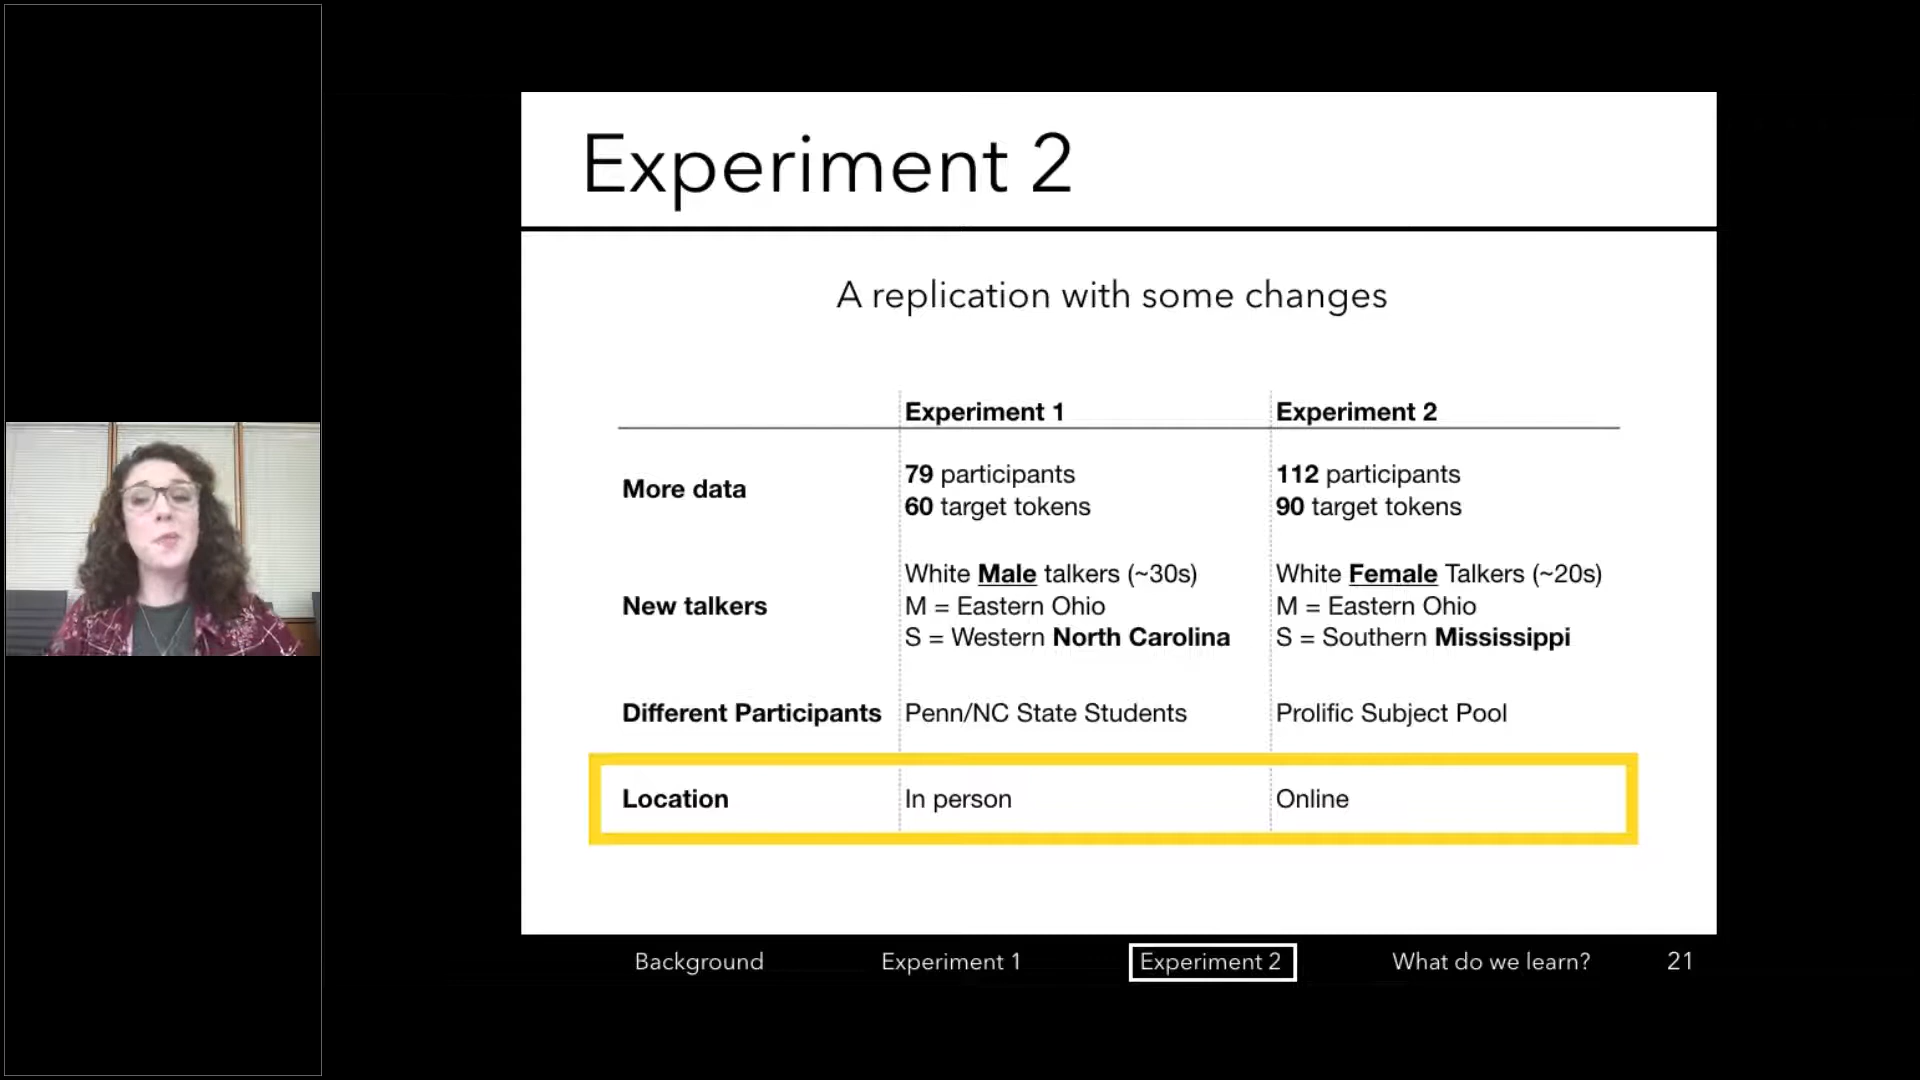 Experiment 2
A replication with some changes
Experiment 1 Experiment 2
More data
79 participants
60 target tokens
112 participants
90 target tokens
New talkers
White Male talkers (~30s)
M = Eastern Ohio
S = Western North Carolina
White Female Talkers (~20s)
M = Eastern Ohio
S = Southern Mississippi
Different Participants Penn/NC State Students Prolific Subject Pool
Location In person Online
Background Experiment 1 Experiment 2 What do we learn? 21